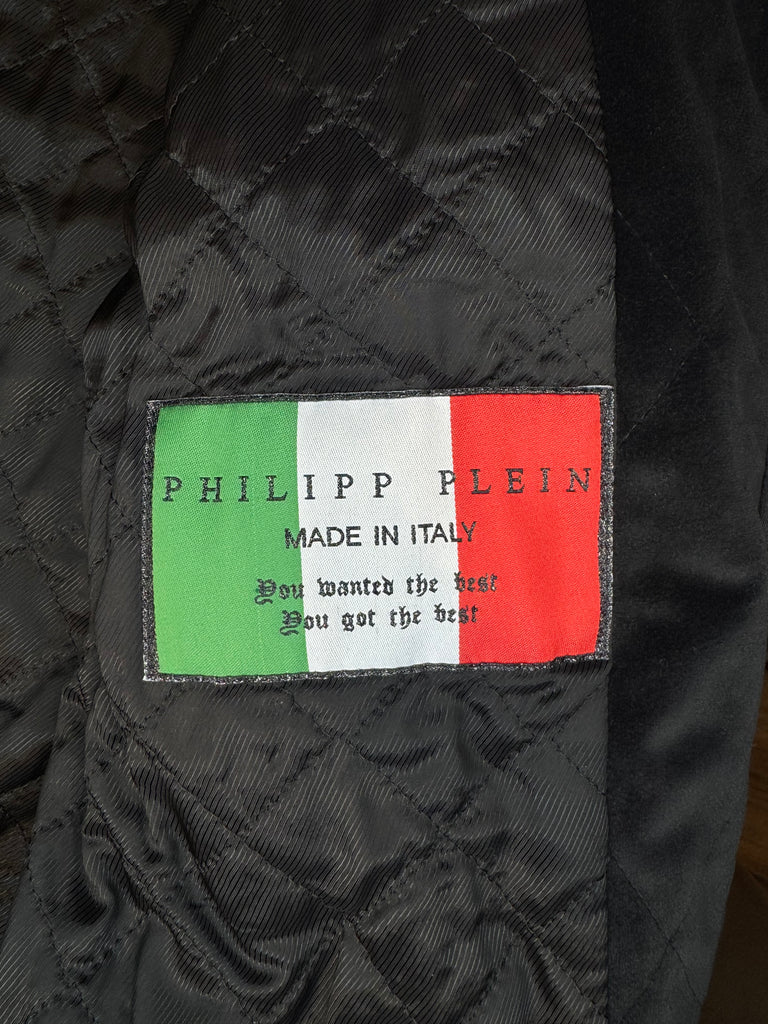 PHILIPP PLEIN
MADE IN ITALY
You wanted the best
You got the best